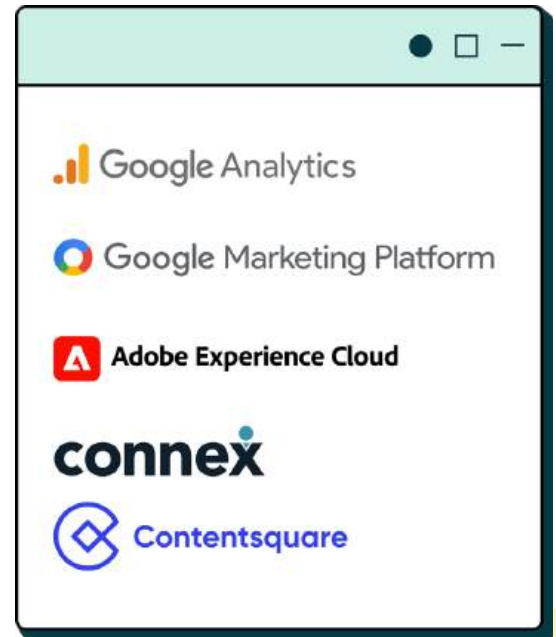 Google Analytics
Google Marketing Platform
Adobe Experience Cloud
connex
Contentsquare